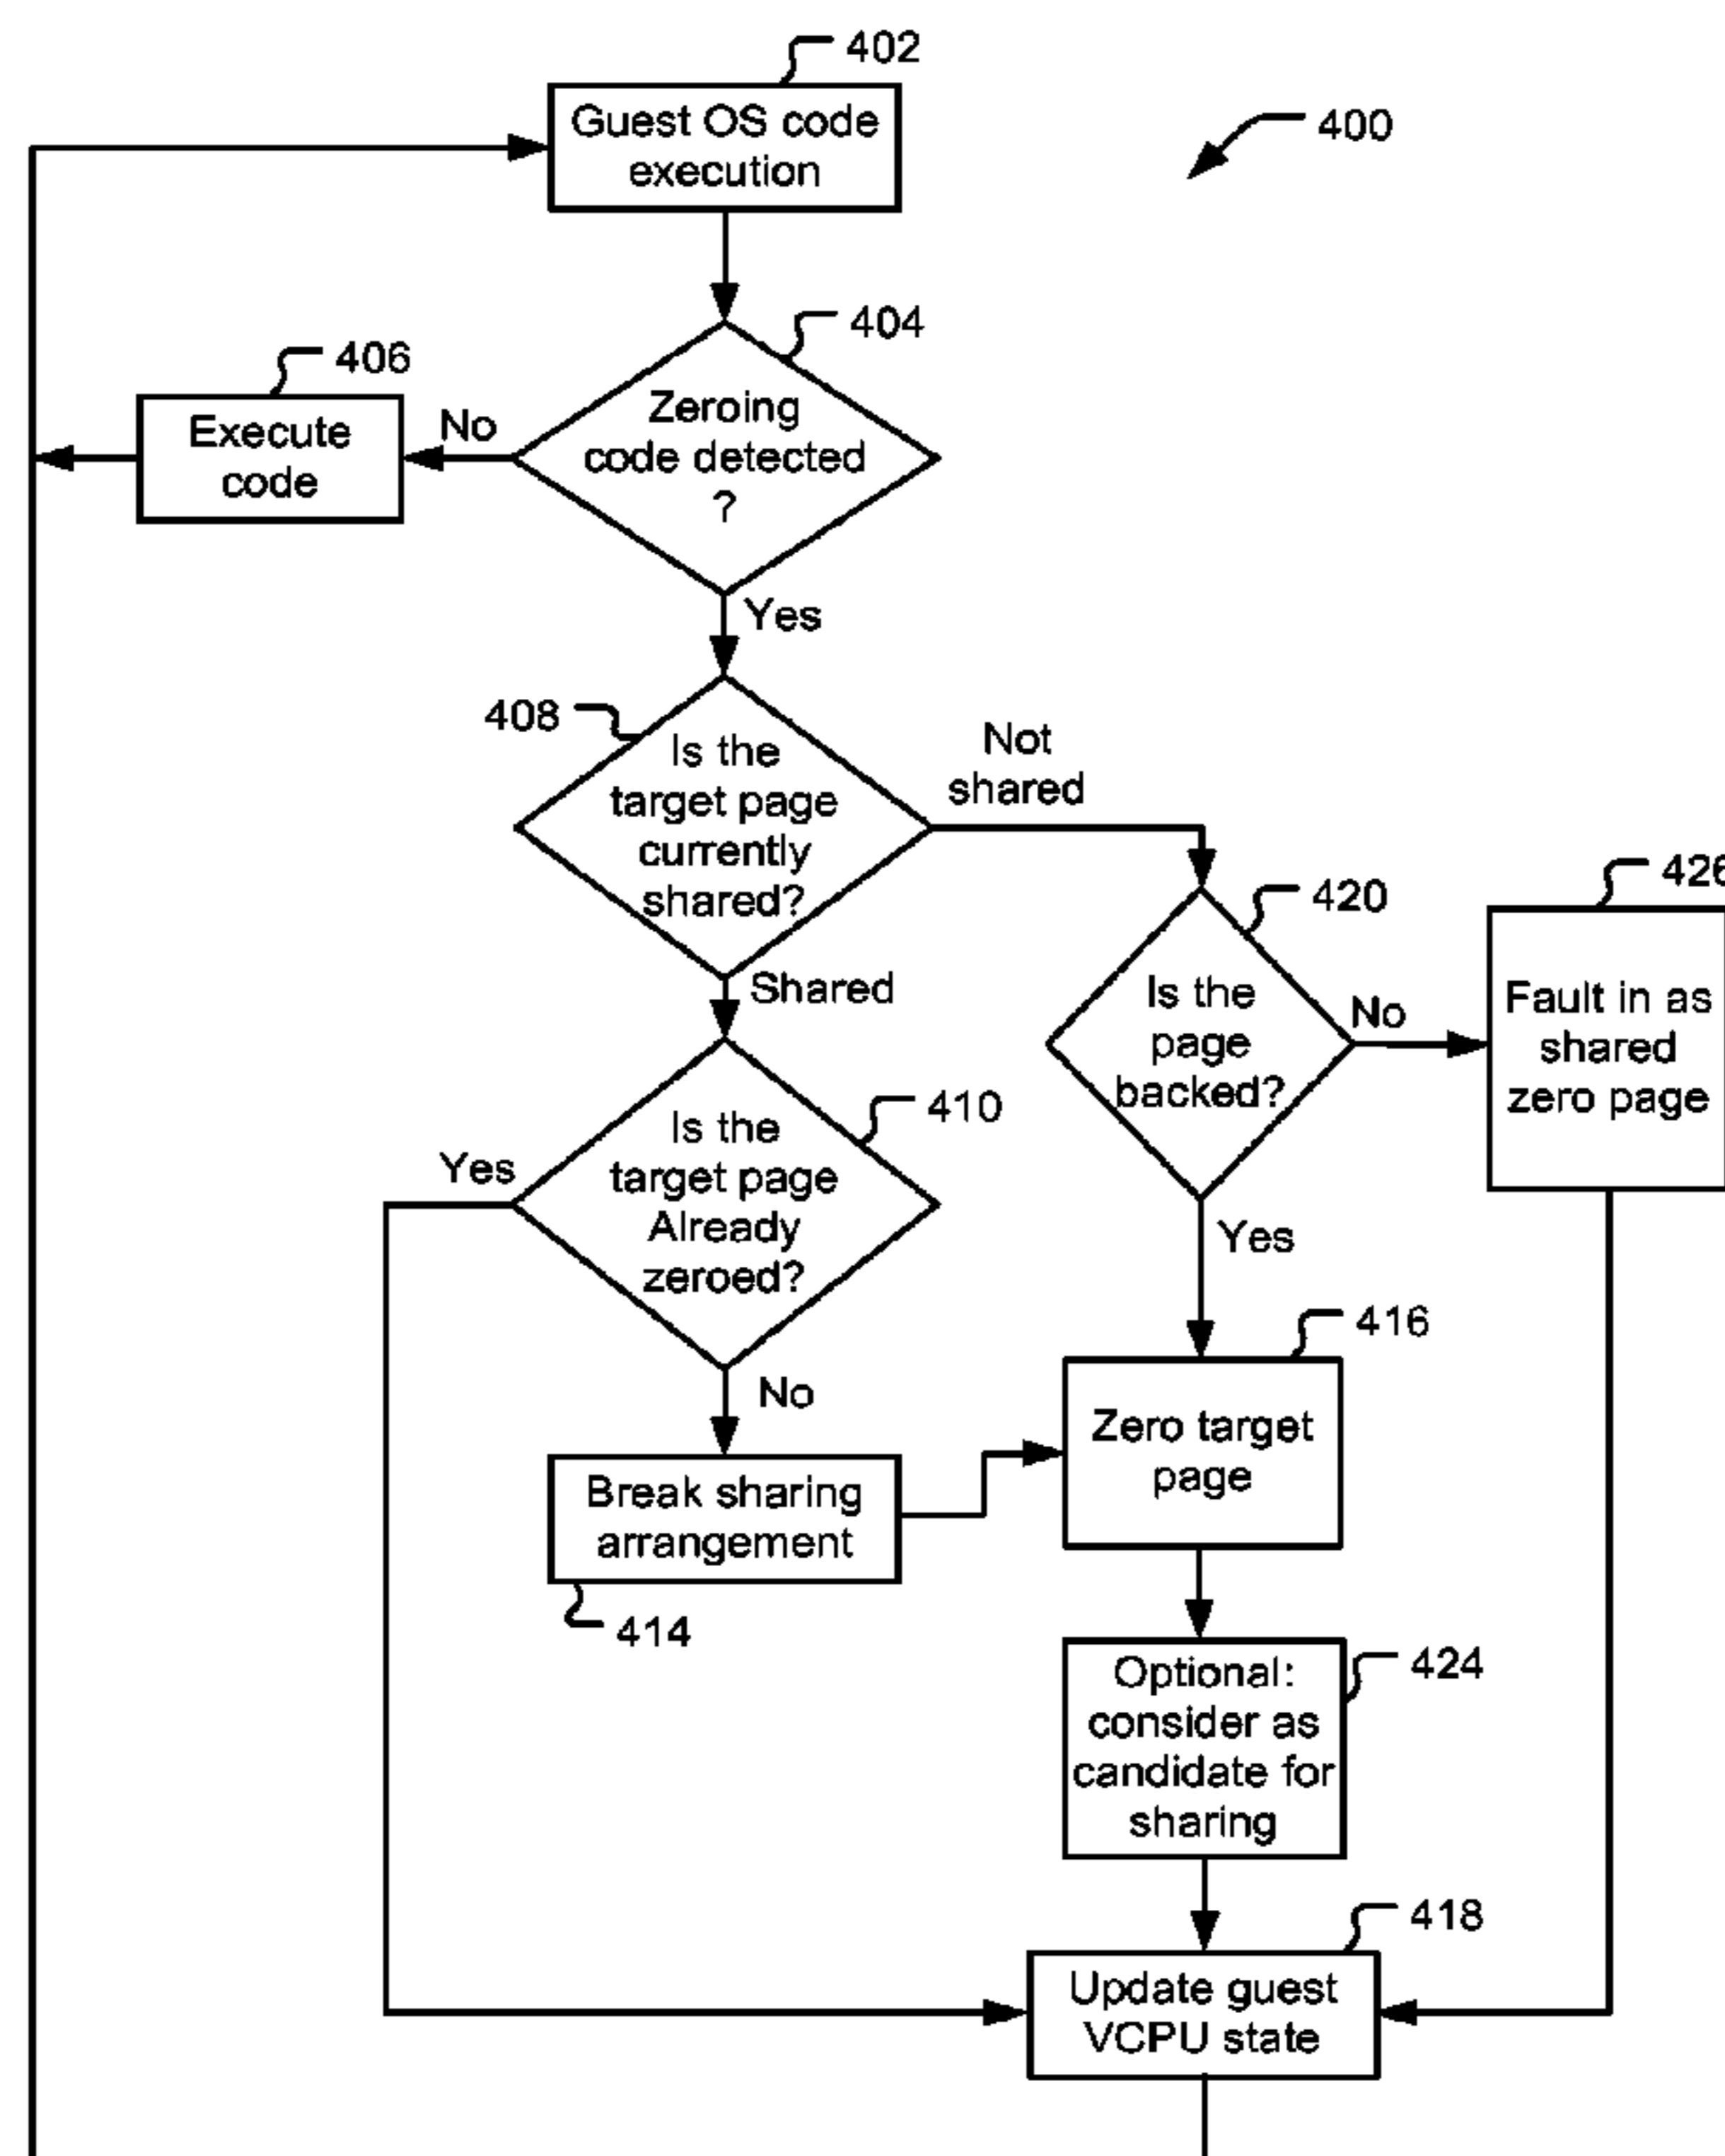 402
Guest OS code
execution
400
404
Zeroing
code detected
?
406
Execute
code
No
Yes
408
Is the
target page
currently
shared?
Not
shared
Shared
420
Is the
page
backed?
No
426
Fault in as
shared
zero page
410
Is the
target page
Already
zeroed?
Yes
Yes
No
416
Zero target
page
Break sharing
arrangement
414
424
Optional:
consider as
candidate for
sharing
418
Update guest
VCPU state